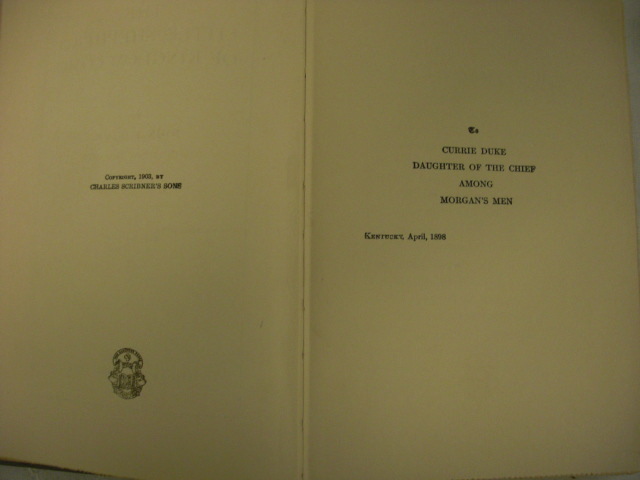 Copyright, 1903, by
CHARLES SCRIBNER'S SONS
To
CURRIE DUKE
DAUGHTER OF THE CHIEF
AMONG
MORGAN'S MEN
Kentucky, April, 1898